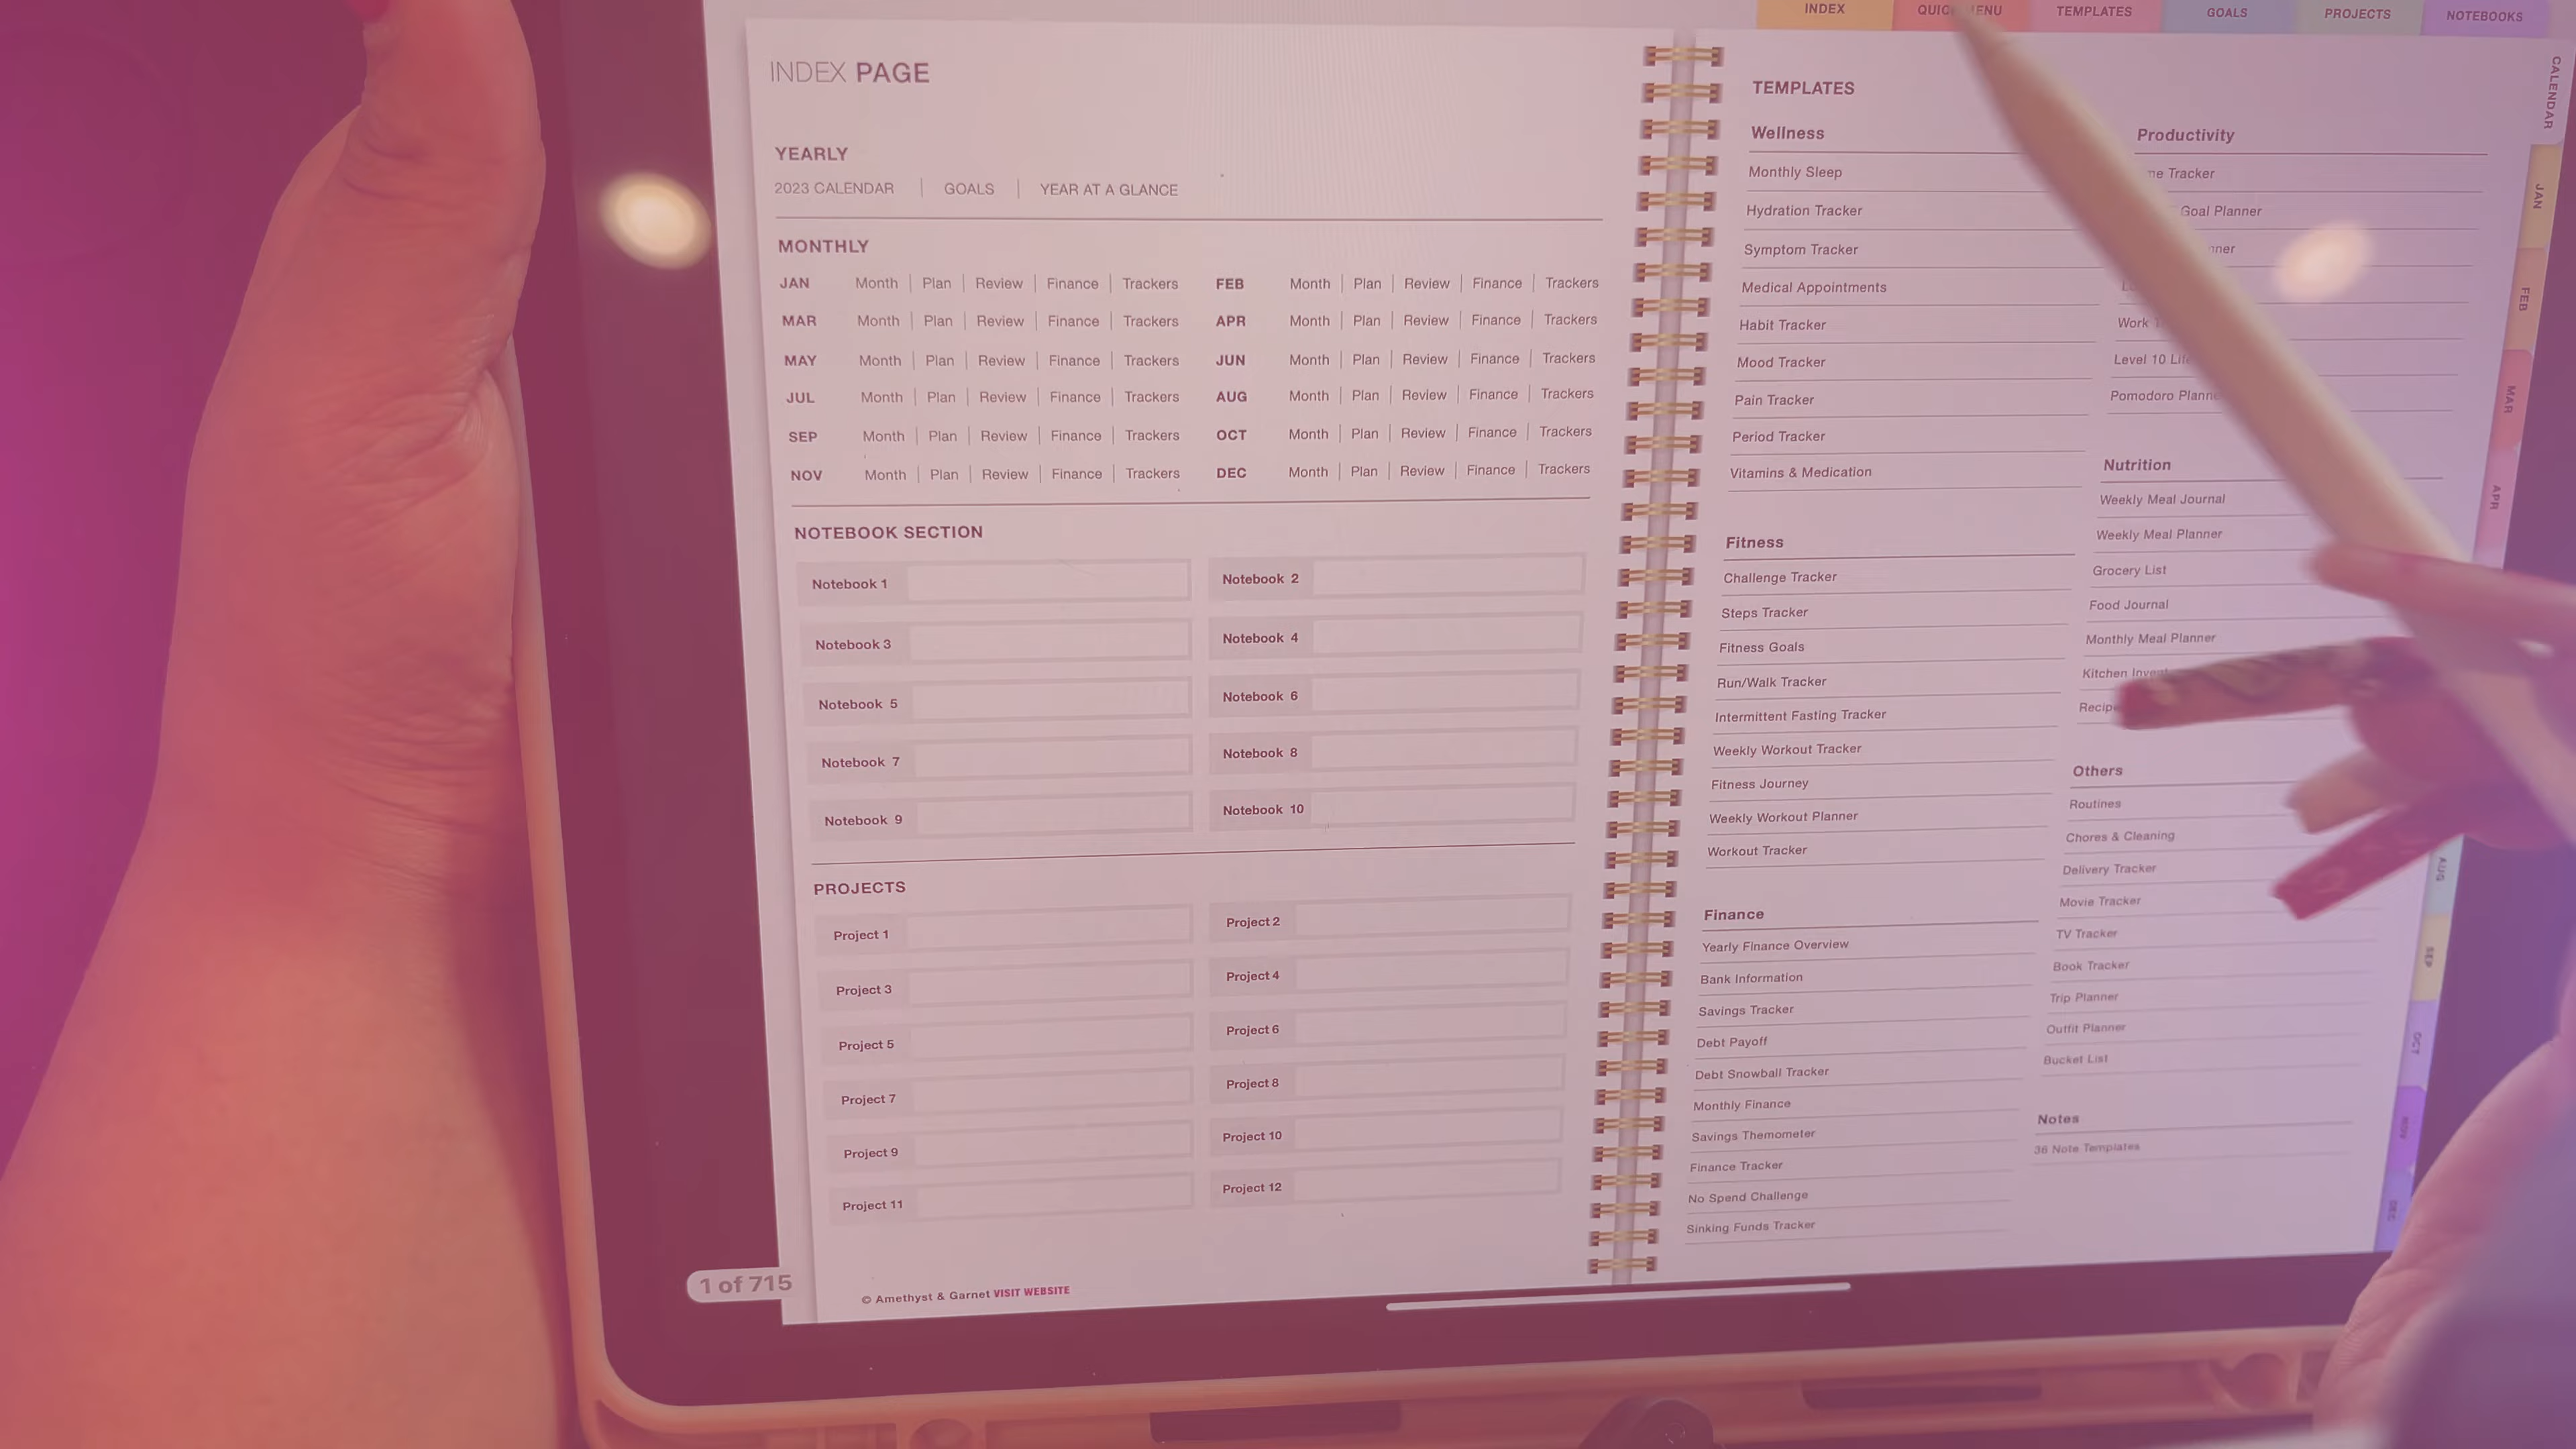 INDEX QUICK MENU TEMPLATES GOALS PROJECTS NOTEBOOKS
INDEX PAGE
YEARLY
2023 CALENDAR | GOALS | YEAR AT A GLANCE
MONTHLY
JAN Month | Plan | Review | Finance | Trackers FEB Month | Plan | Review | Finance | Trackers
MAR Month | Plan | Review | Finance | Trackers APR Month | Plan | Review | Finance | Trackers
MAY Month | Plan | Review | Finance | Trackers JUN Month | Plan | Review | Finance | Trackers
JUL Month | Plan | Review | Finance | Trackers AUG Month | Plan | Review | Finance | Trackers
SEP Month | Plan | Review | Finance | Trackers OCT Month | Plan | Review | Finance | Trackers
NOV Month | Plan | Review | Finance | Trackers DEC Month | Plan | Review | Finance | Trackers
NOTEBOOK SECTION
Notebook 1 Notebook 2
Notebook 3 Notebook 4
Notebook 5 Notebook 6
Notebook 7 Notebook 8
Notebook 9 Notebook 10
PROJECTS
Project 1 Project 2
Project 3 Project 4
Project 5 Project 6
Project 7 Project 8
Project 9 Project 10
Project 11 Project 12
1 of 715
© Amethyst & Garnet VISIT WEBSITE
TEMPLATES
Wellness
Monthly Sleep
Hydration Tracker
Symptom Tracker
Medical Appointments
Habit Tracker
Mood Tracker
Pain Tracker
Period Tracker
Vitamins & Medication
Fitness
Challenge Tracker
Steps Tracker
Fitness Goals
Run/Walk Tracker
Intermittent Fasting Tracker
Weekly Workout Tracker
Fitness Journey
Weekly Workout Planner
Workout Tracker
Finance
Yearly Finance Overview
Bank Information
Savings Tracker
Debt Payoff
Debt Snowball Tracker
Monthly Finance
Savings Themometer
Finance Tracker
No Spend Challenge
Sinking Funds Tracker
Productivity
Tracker
Goal Planner
Work
Level 10
Pomodoro
Nutrition
Weekly Meal Journal
Weekly Meal Planner
Grocery List
Food Journal
Monthly Meal Planner
Kitchen
Others
Routines
Chores & Cleaning
Delivery Tracker
Movie Tracker
TV Tracker
Book Tracker
Trip Planner
Outfit Planner
Bucket List
Notes
36 Note Templates
CALENDAR
JAN
FEB
MAR
APR
AUG
SEP
OCT
NOV
DEC